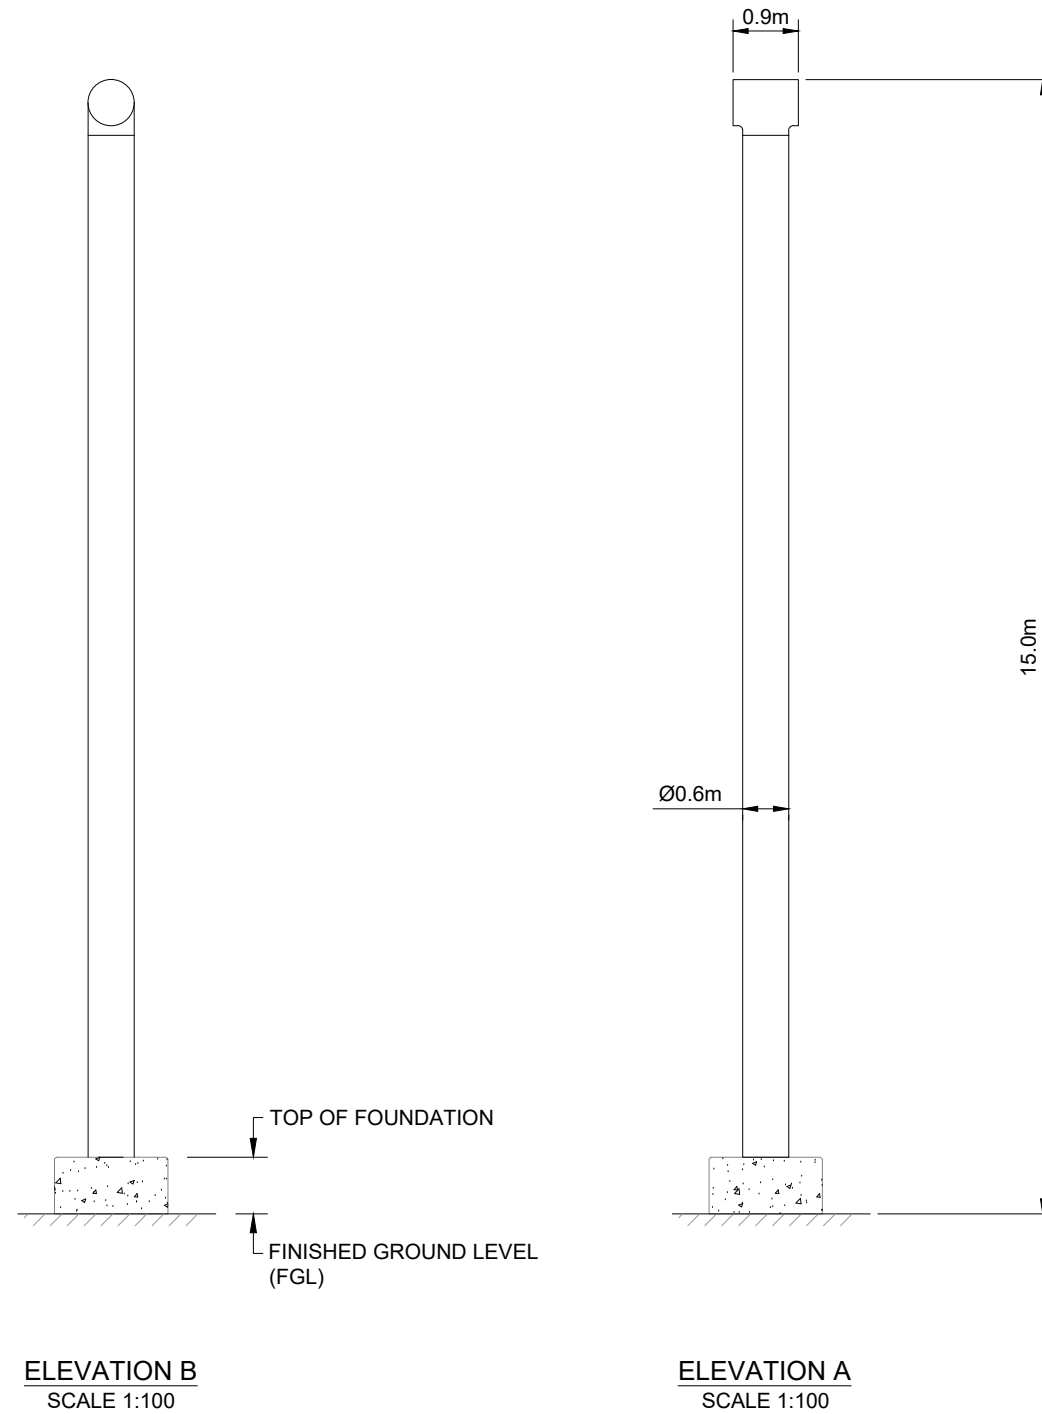 0.9m
15.0m
Ø0.6m
TOP OF FOUNDATION
FINISHED GROUND LEVEL
(FGL)
ELEVATION B
SCALE 1:100
ELEVATION A
SCALE 1:100